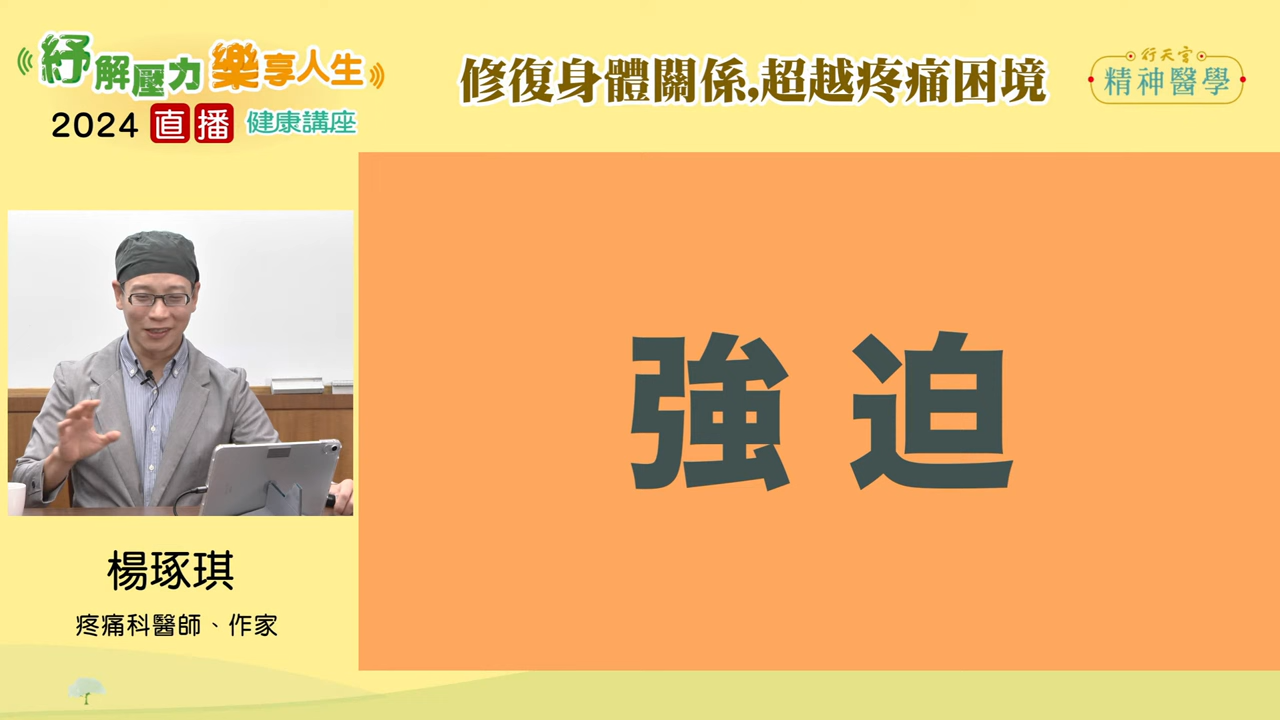 紓解壓力 樂享人生
2024 直播 健康講座
修復身體關係,超越疼痛困境
行天宮
精神醫學
強迫
楊琢琪
疼痛科醫師、作家